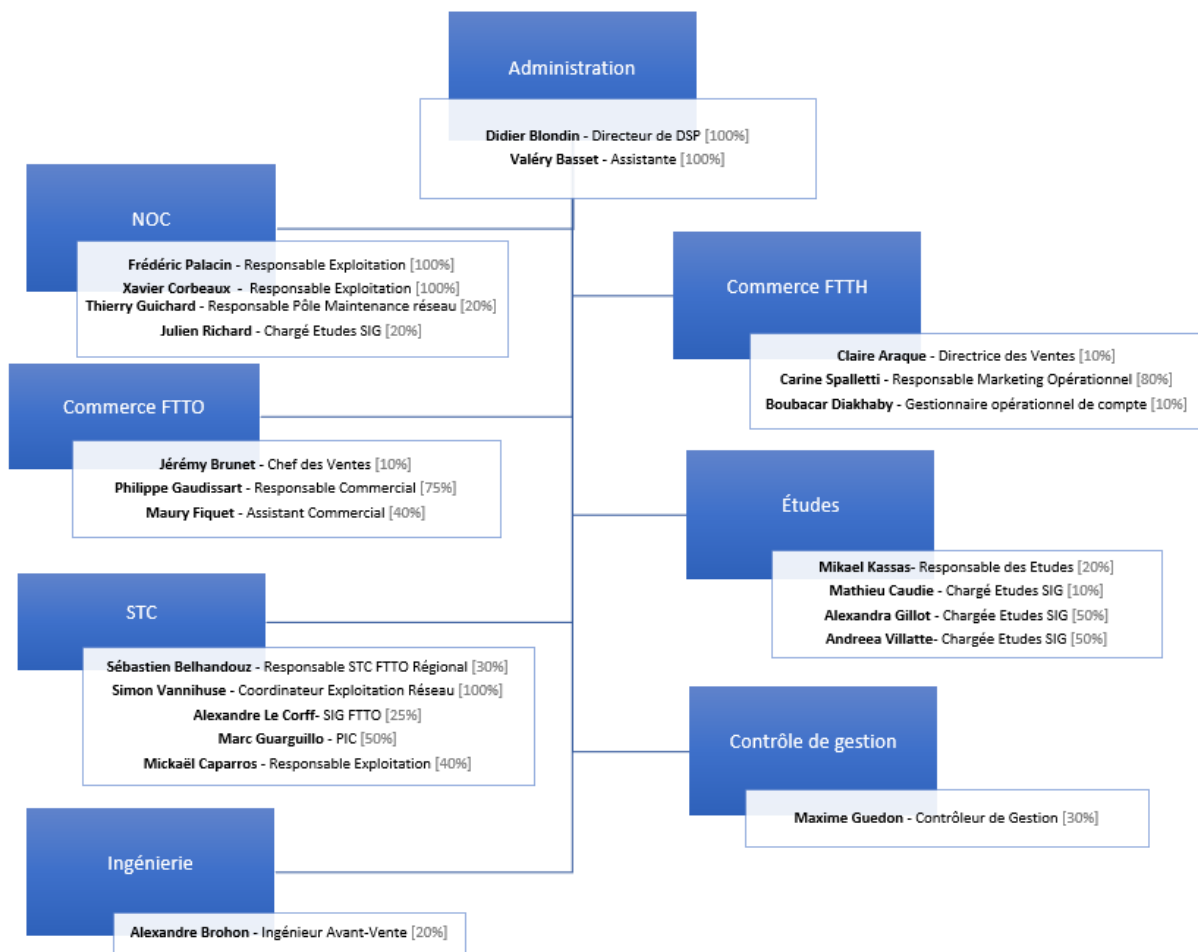 Administration
Didier Blondin - Directeur de DSP [100%]
Valéry Basset - Assistante [100%]
NOC
Frédéric Palacin - Responsable Exploitation [100%]
Xavier Corbeaux - Responsable Exploitation [100%]
Thierry Guichard - Responsable Pôle Maintenance réseau [20%]
Julien Richard - Chargé Etudes SIG [20%]
Commerce FTTH
Claire Araque - Directrice des Ventes [10%]
Carine Spalletti - Responsable Marketing Opérationnel [80%]
Boubacar Diakhaby - Gestionnaire opérationnel de compte [10%]
Commerce FTTO
Jérémy Brunet - Chef des Ventes [10%]
Philippe Gaudissart - Responsable Commercial [75%]
Maury Fiquet - Assistant Commercial [40%]
Études
Mikael Kassas- Responsable des Etudes [20%]
Mathieu Caudie - Chargé Etudes SIG [10%]
Alexandra Gillot - Chargée Etudes SIG [50%]
Andreea Villatte- Chargée Etudes SIG [50%]
STC
Sébastien Belhandouz - Responsable STC FTTO Régional [30%]
Simon Vannihuse - Coordinateur Exploitation Réseau [100%]
Alexandre Le Corff- SIG FTTO [25%]
Marc Guarguillo - PIC [50%]
Mickaël Caparros - Responsable Exploitation [40%]
Contrôle de gestion
Maxime Guedon - Contrôleur de Gestion [30%]
Ingénierie
Alexandre Brohon - Ingénieur Avant-Vente [20%]